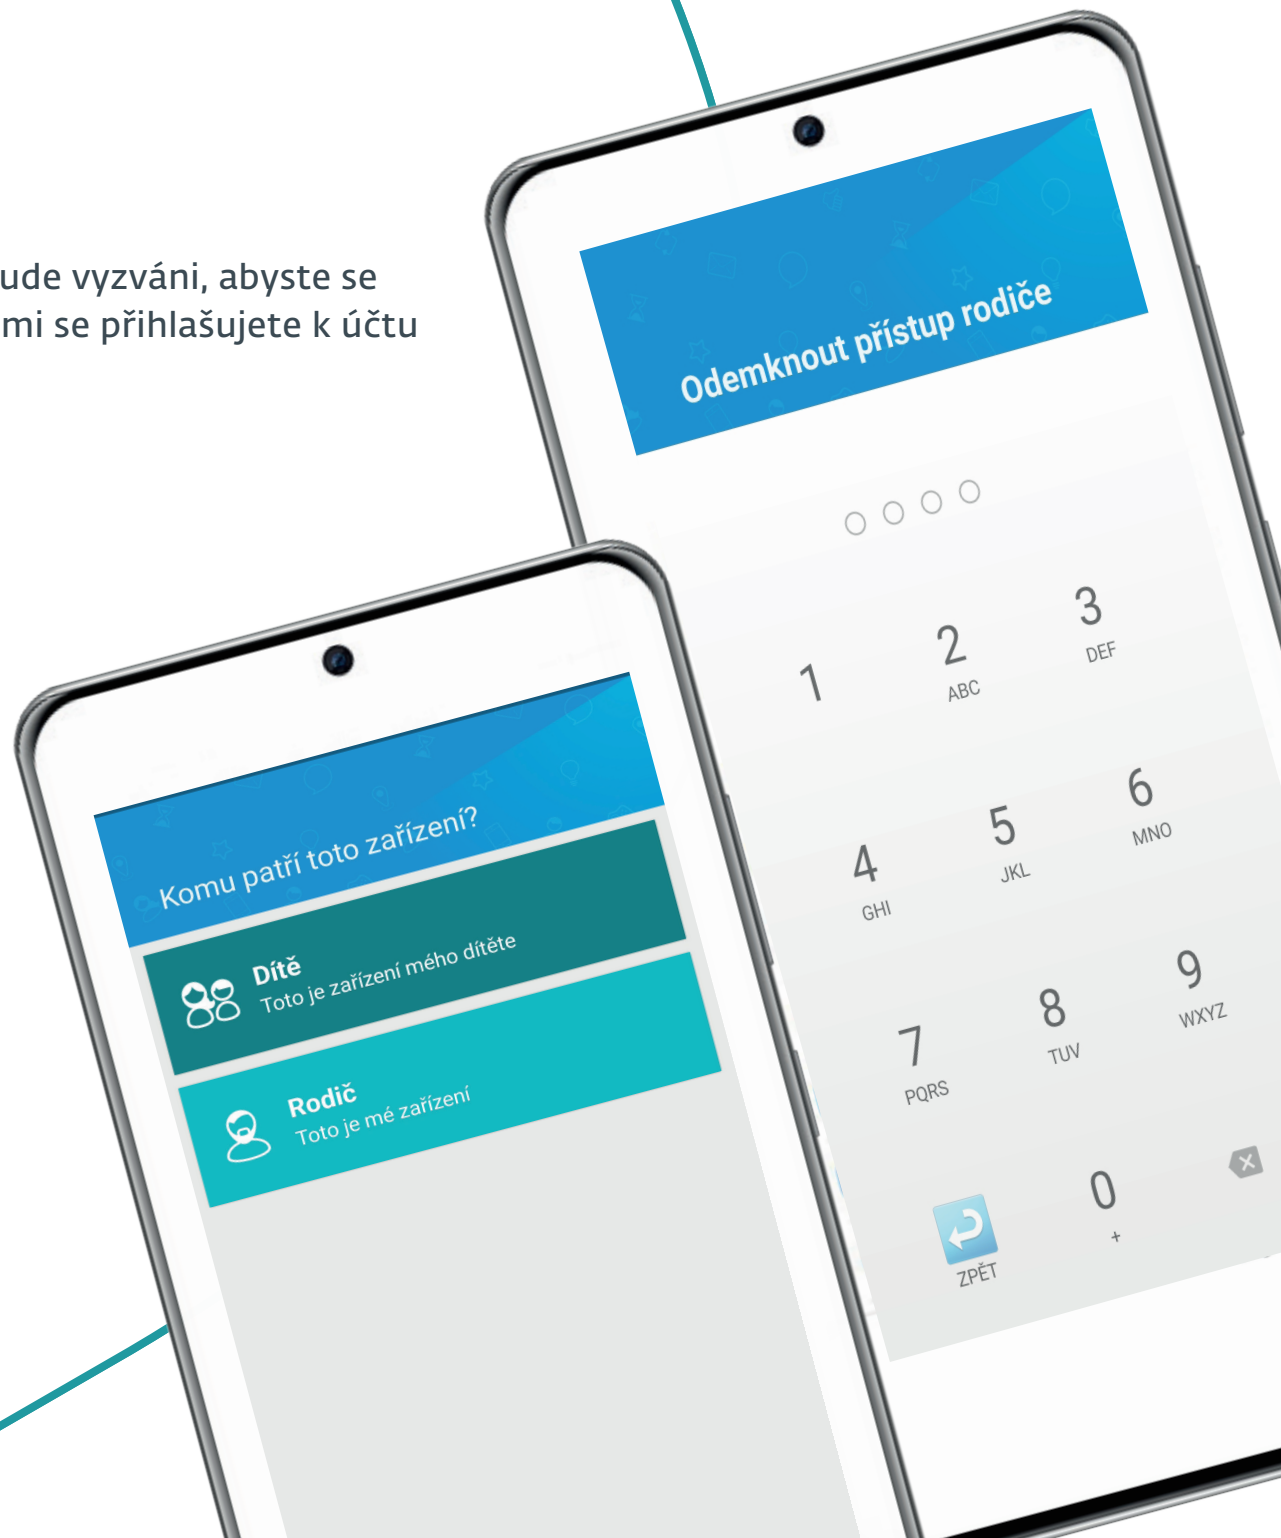 ude vyzváni, abyste se
mi se přihlašujete k účtu
Odemknout přístup rodiče
1
2
ABC
3
DEF
4
GHI
5
JKL
6
MNO
7
PQRS
8
TUV
9
WXYZ
ZPĚT
0
+
Komu patří toto zařízení?
Dítě
Toto je zařízení mého dítěte
Rodič
Toto je mé zařízení